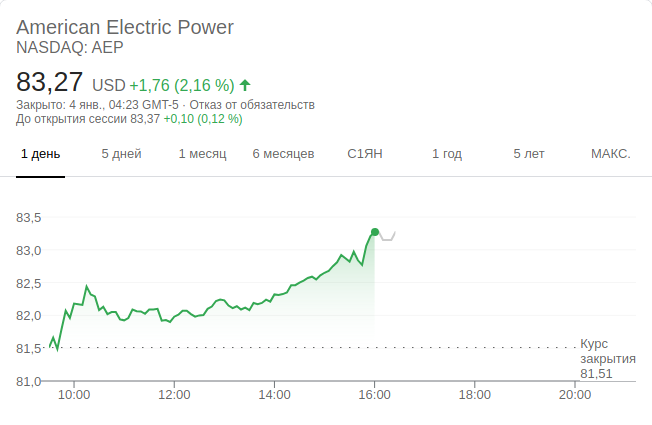 American Electric Power
NASDAQ: AEP
83,27 USD +1,76 (2,16 %)
Закрыто: 4 янв., 04:23 GMT-5 · Отказ от обязательств
До открытия сессии 83,37 +0,10 (0,12 %)
1 день 5 дней 1 месяц 6 месяцев С1ЯН 1 год 5 лет МАКС.
83,5
83,0
82,5
82,0
81,5
81,0
Курс
закрытия
81,51
10:00 12:00 14:00 16:00 18:00 20:00